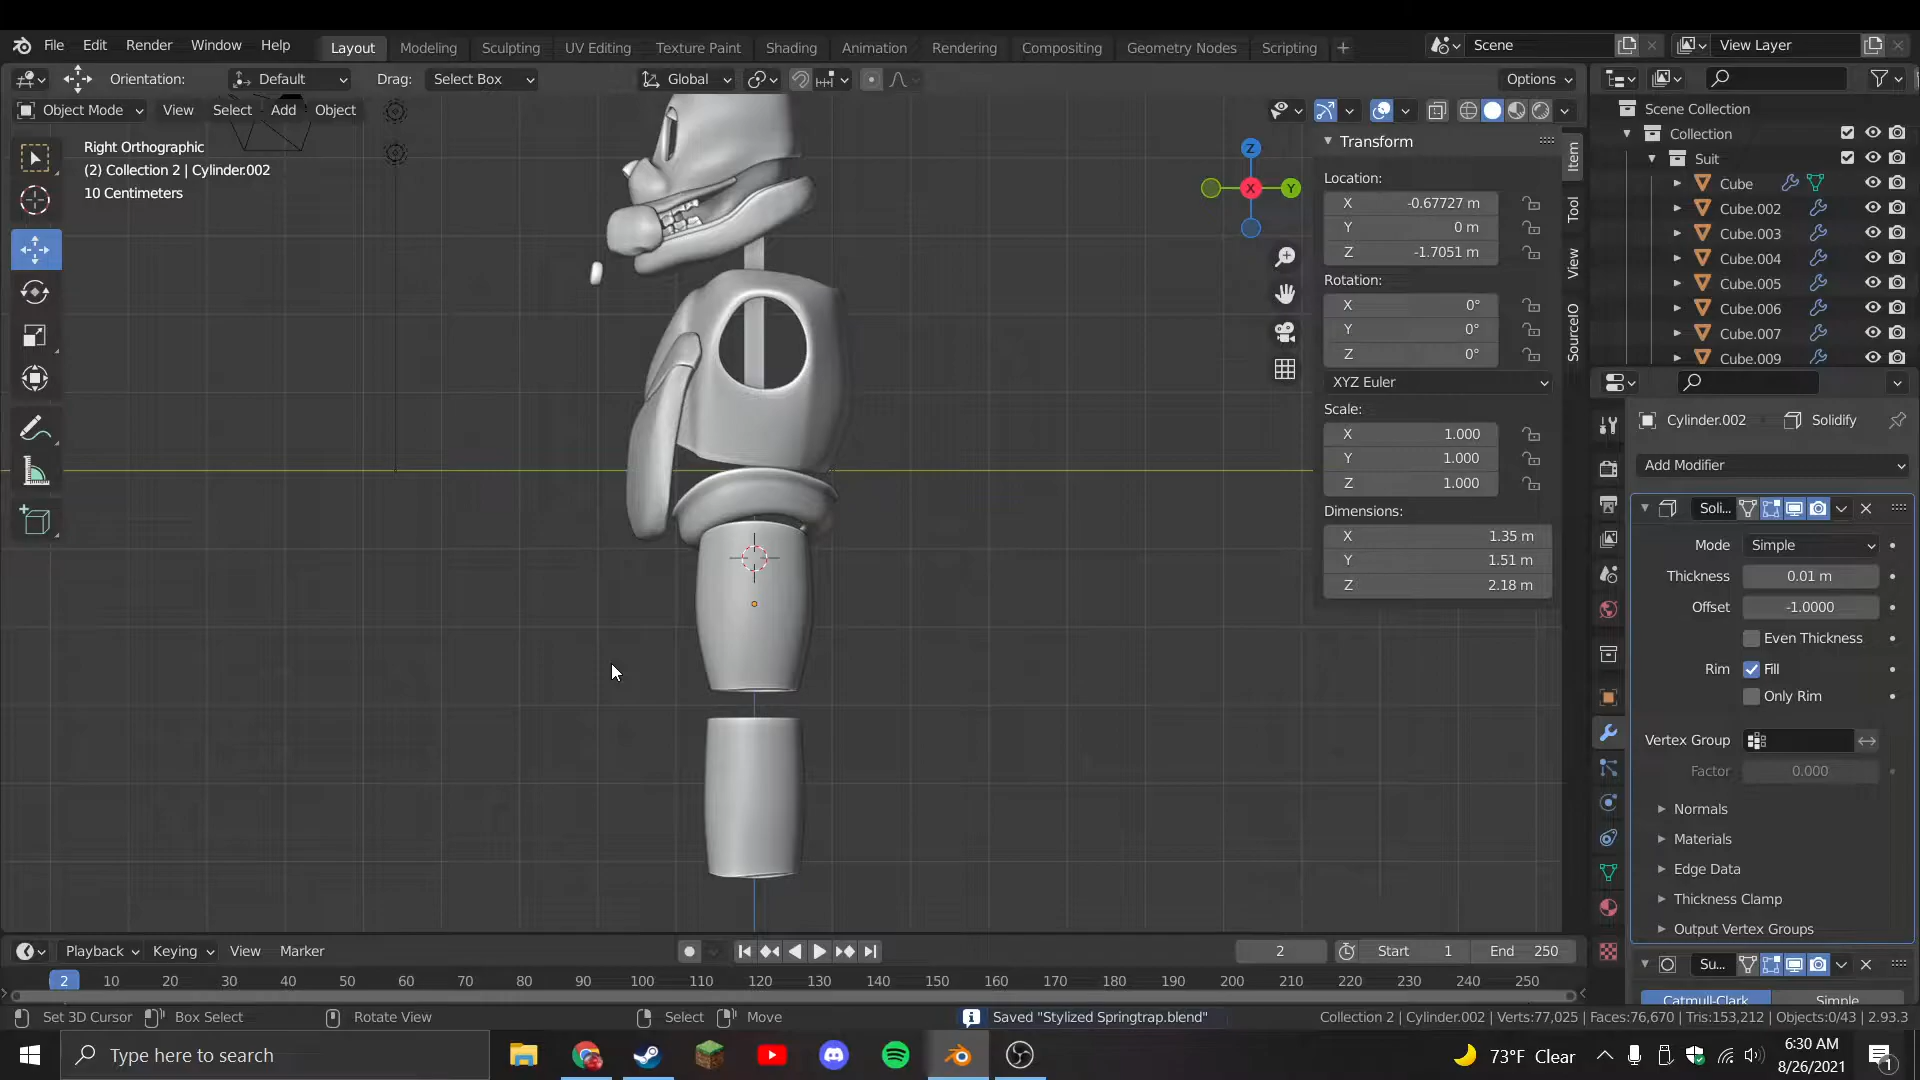 File Edit Render Window Help Layout Modeling Sculpting UV Editing Texture Paint Shading Animation Rendering Compositing Geometry Nodes Scripting Scene View Layer
Orientation: Default Drag: Select Box Global Options
Object Mode View Select Add Object
Right Orthographic
(2) Collection 2 | Cylinder.002
10 Centimeters
Z
Y
X
Transform
Location:
X -0.67727 m
Y 0 m
Z -1.7051 m
Rotation:
X 0°
Y 0°
Z 0°
XYZ Euler
Scale:
X 1.000
Y 1.000
Z 1.000
Dimensions:
X 1.35 m
Y 1.51 m
Z 2.18 m
Item
Tool
View
SourceIO
Scene Collection
Collection
Suit
Cube
Cube.002
Cube.003
Cube.004
Cube.005
Cube.006
Cube.007
Cube.009
Cylinder.002 Solidify
Add Modifier
Soli...
Mode Simple
Thickness 0.01 m
Offset -1.0000
Even Thickness
Rim Fill
Only Rim
Vertex Group
Factor 0.000
Normals
Materials
Edge Data
Thickness Clamp
Output Vertex Groups
Su...
Catmull-Clark Simple
Playback Keying View Marker 2 Start 1 End 250
2 10 20 30 40 50 60 70 80 90 100 110 120 130 140 150 160 170 180 190 200 210 220 230 240 250
Set 3D Cursor Box Select Rotate View Select Move Saved "Stylized Springtrap.blend" Collection 2 | Cylinder.002 | Verts:77,025 | Faces:76,670 | Tris:153,212 | Objects:0/43 | 2.93.3
Type here to search 73°F Clear 6:30 AM
8/26/2021
1